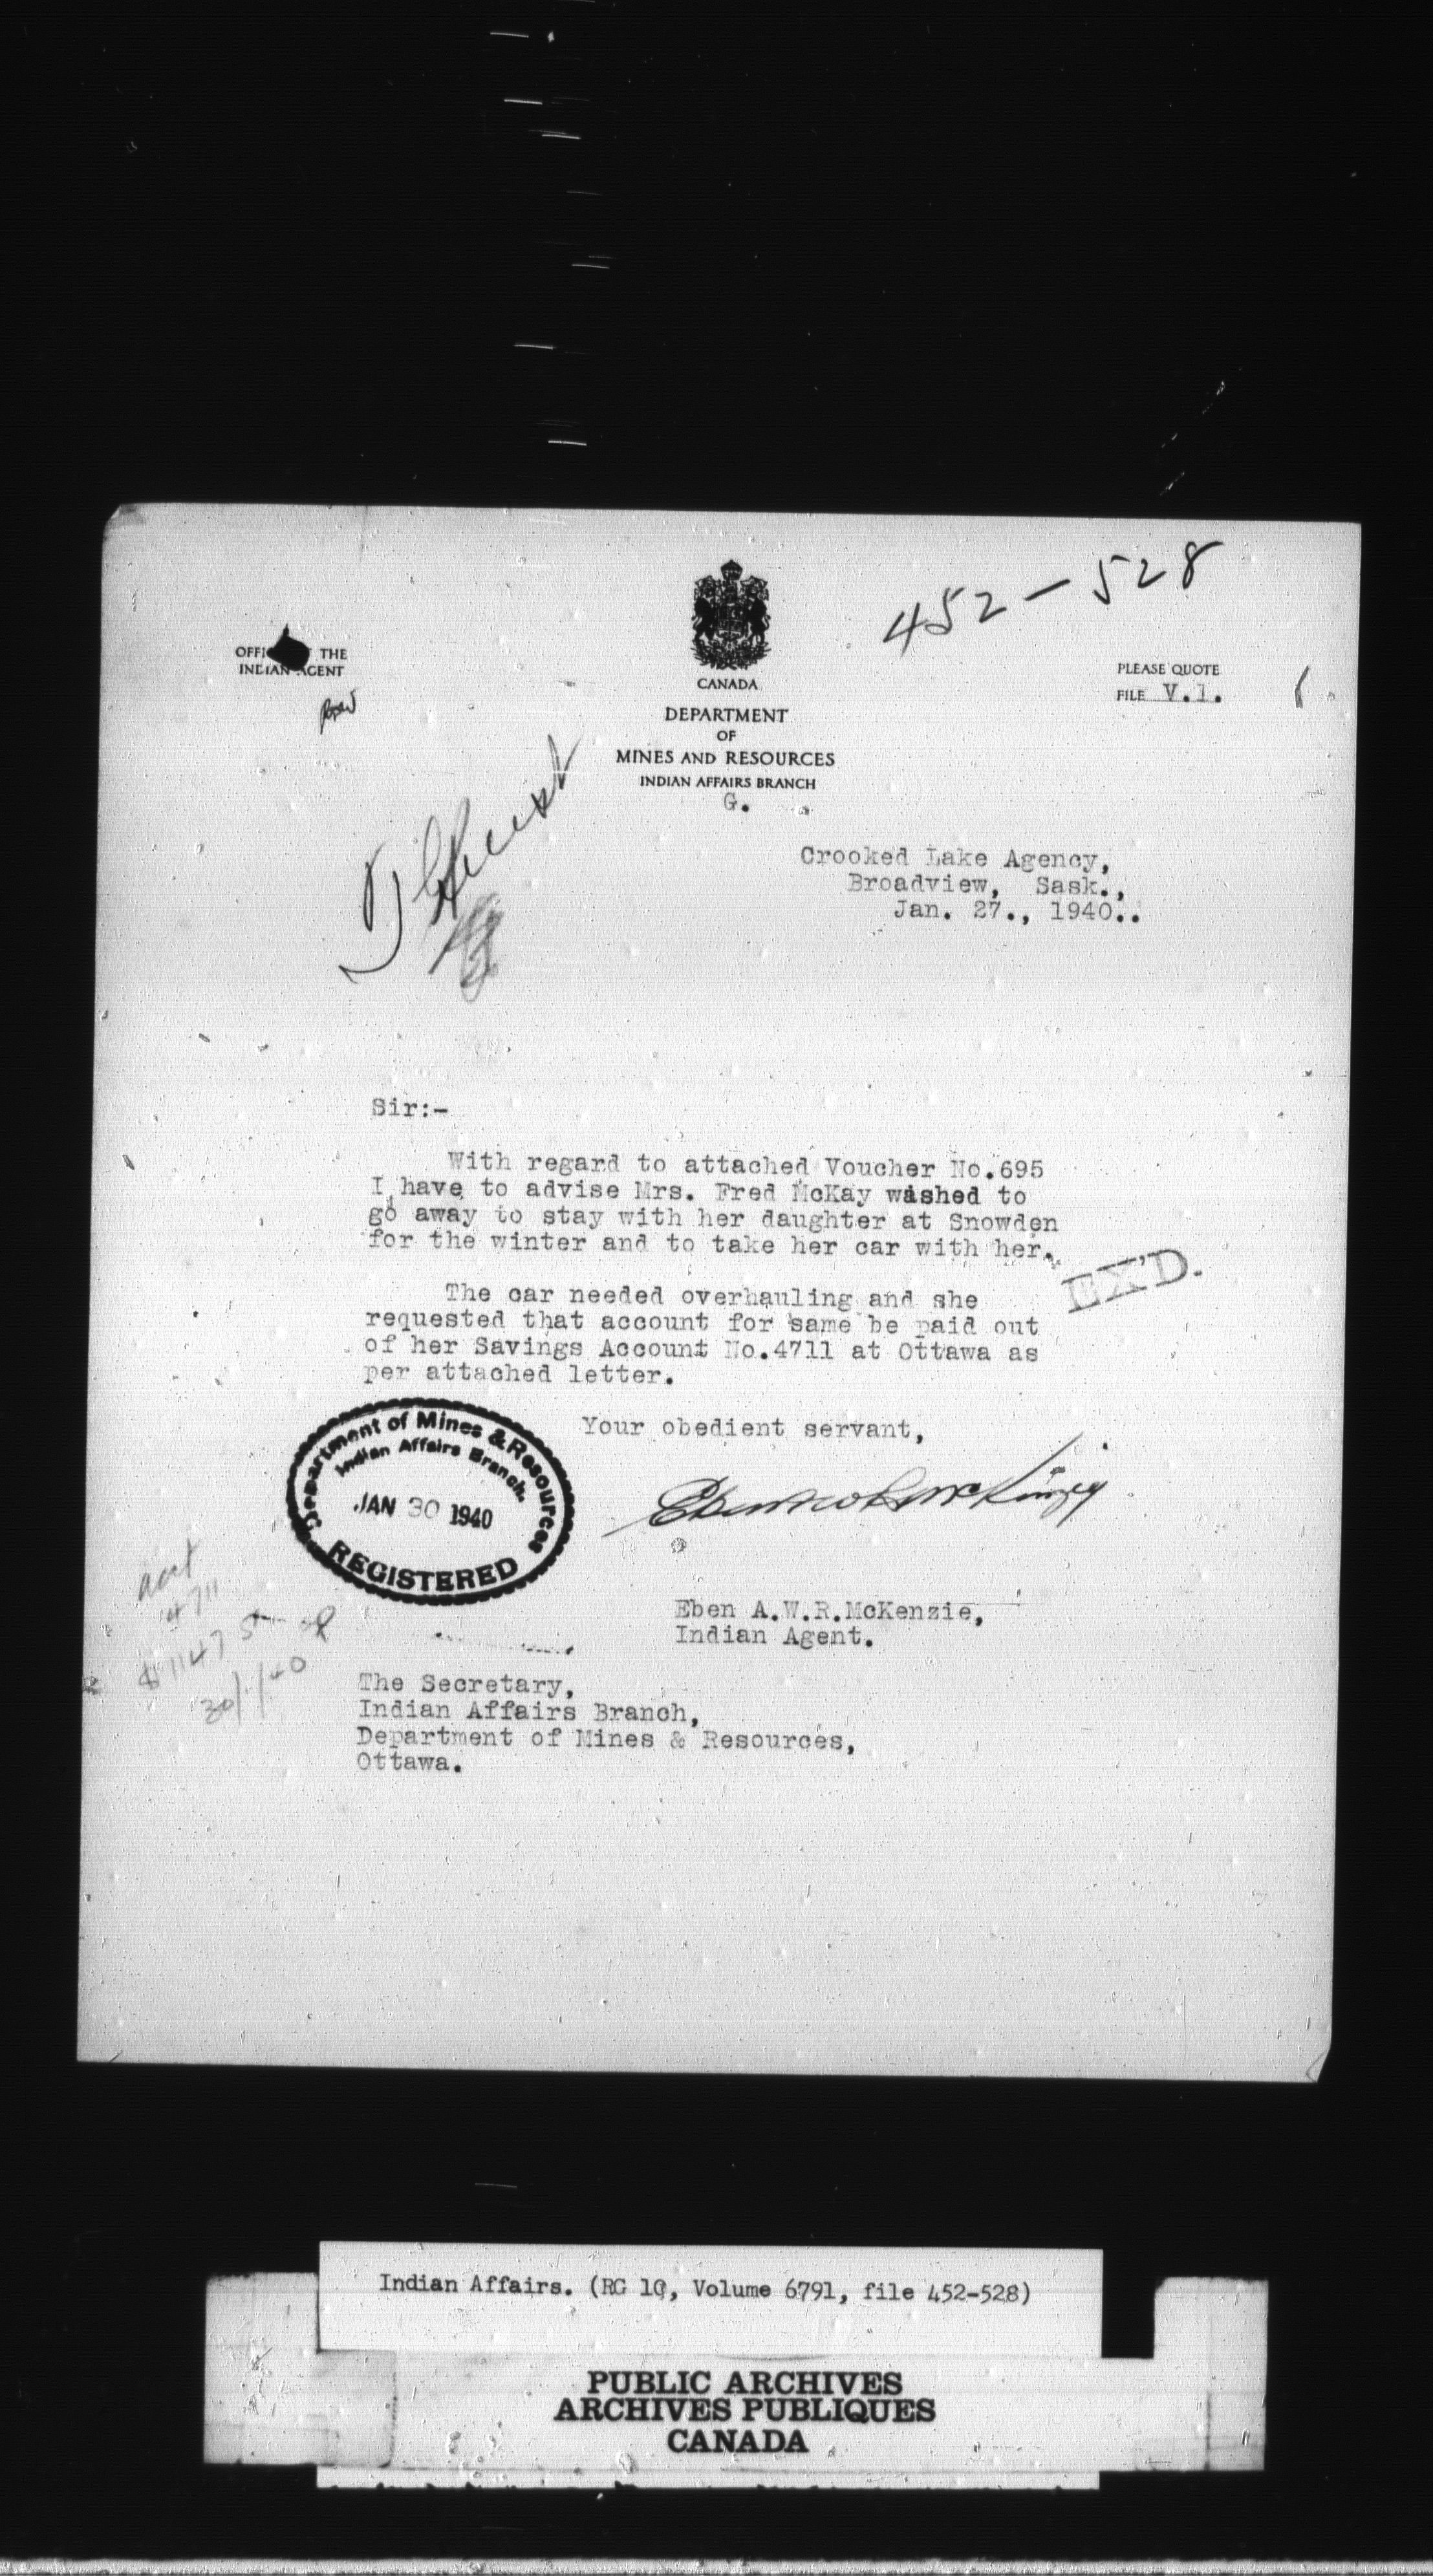 452-528
OFFI THE
INDIAN AGENT
CANADA
PLEASE QUOTE
FILE V.1.
DEPARTMENT
OF
MINES AND RESOURCES
INDIAN AFFAIRS BRANCH
G.
Crooked Lake Agency,
Broadview, Sask.,
Jan. 27., 1940..
Sir:-
With regard to attached Voucher No.695
I have to advise Mrs. Fred McKay wished to
go away to stay with her daughter at Snowden
for the winter and to take her car with her.
EX'D.
The car needed overhauling and she
requested that account for same be paid out
of her Savings Account No.4711 at Ottawa as
per attached letter.
Your obedient servant,
Department of Mines & Resources
Indian Affairs Branch.
JAN 30 1940
REGISTERED
acct
4711
30/1/40
Eben A.W.R.McKenzie,
Indian Agent.
The Secretary,
Indian Affairs Branch,
Department of Mines & Resources,
Ottawa.
Indian Affairs. (RG 10, Volume 6791, file 452-528)
PUBLIC ARCHIVES
ARCHIVES PUBLIQUES
CANADA